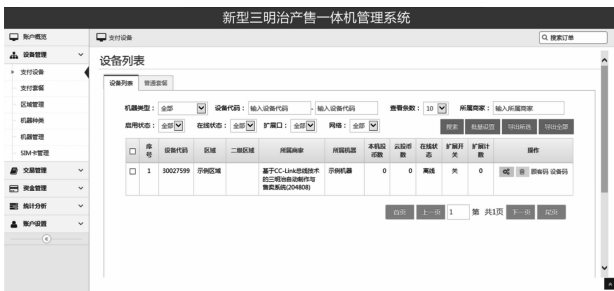 新型三明治产售一体机管理系统
账户概览
支付设备
搜索订单
设备管理
设备列表
支付设备
设备列表 普通套餐
支付套餐
区域管理
机器类型： 全部 设备代码： 输入设备代码 - 输入设备代码 查看条数： 10 所属商家： 输入所属商家
机器种类
启用状态： 全部 在线状态： 全部 扩展口： 全部 网络： 全部 搜索 批量设置 导出所选 导出全部
机器管理
SIM卡管理
序号 设备代码 区域 二级区域 所属商家 所属机器 本机投币数 云投币数 在线状态 扩展开关 扩展计数 操作
交易管理
1 30027599 示例区域 基于CC-Link总线技术的三明治自动制作与售卖系统(204808) 示例机器 0 0 离线 关 0 顾客码 设备码
资金管理
统计分析
账户设置
首页 上一页 1 第 共1页 下一页 尾页